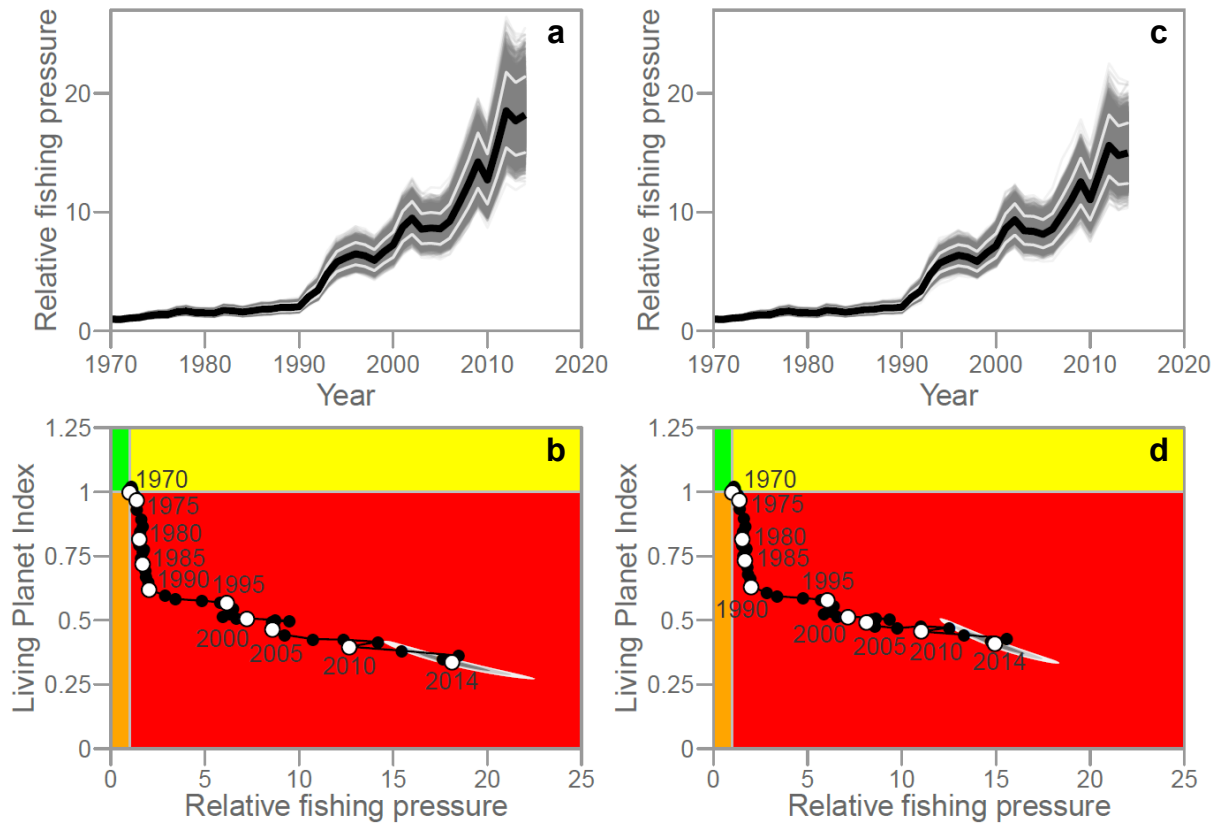 a
Relative fishing pressure
20
10
0
1970 1980 1990 2000 2010 2020
Year
c
Relative fishing pressure
20
10
0
1970 1980 1990 2000 2010 2020
Year
b
Living Planet Index
1.25
1
0.75
0.5
0.25
0
1970
1975
1980
1985
1990
1995
2000
2005
2010
2014
0 5 10 15 20 25
Relative fishing pressure
d
Living Planet Index
1.25
1
0.75
0.5
0.25
0
1970
1975
1980
1985
1995
1990
2000
2005
2010
2014
0 5 10 15 20 25
Relative fishing pressure